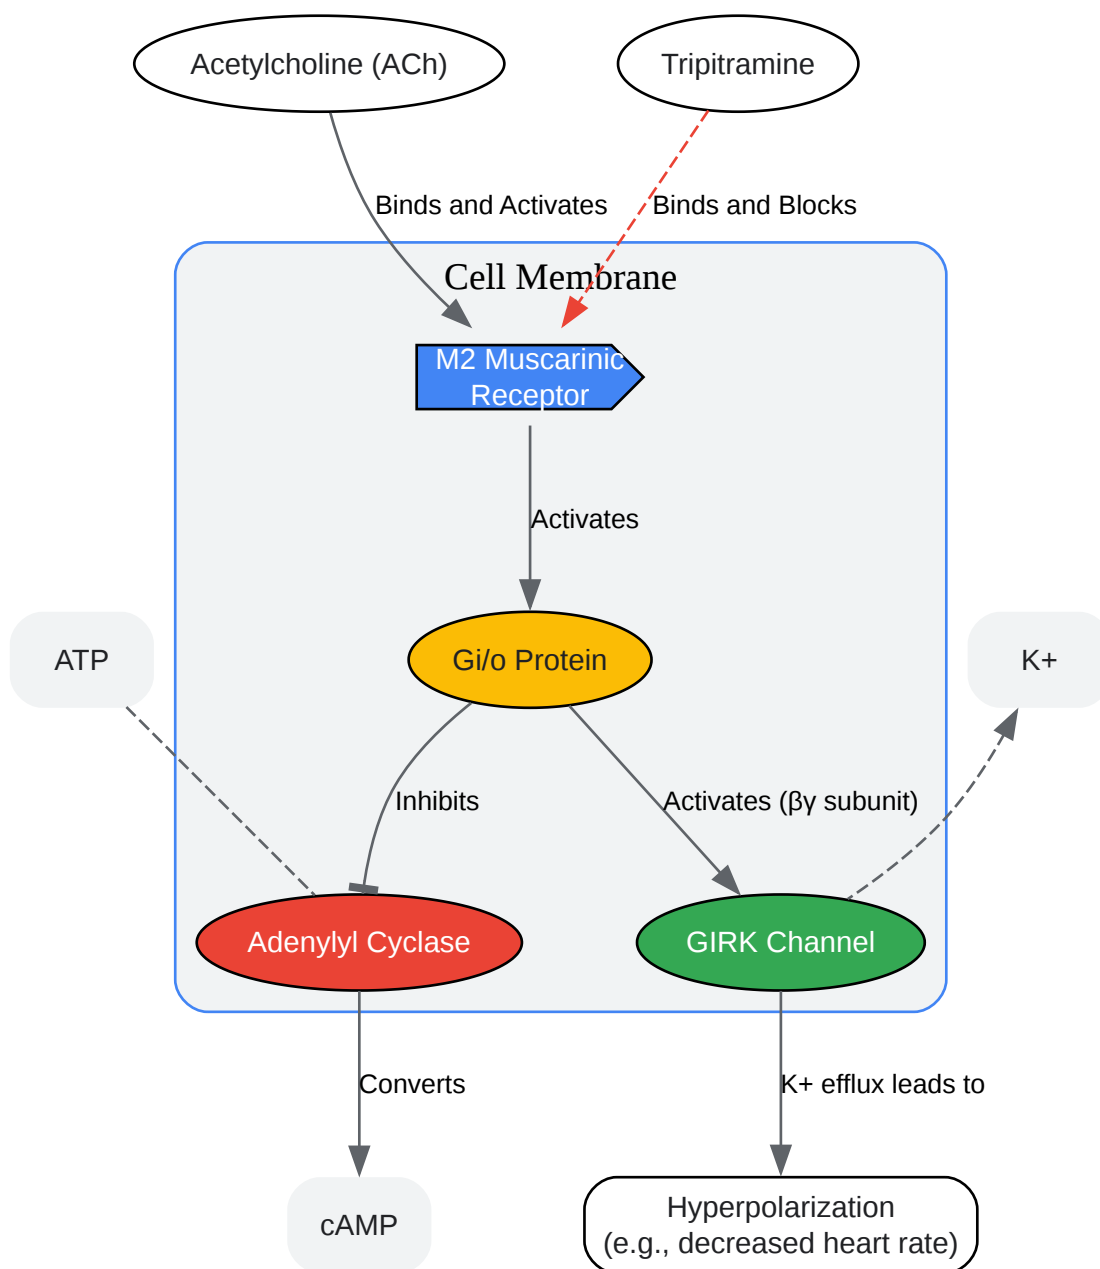 Acetylcholine (ACh)
Tripitramine
Binds and Activates
Binds and Blocks
Cell Membrane
M2 Muscarinic
Receptor
Activates
ATP
Gi/o Protein
K+
Inhibits
Activates (βγ subunit)
Adenylyl Cyclase
GIRK Channel
Converts
K+ efflux leads to
cAMP
Hyperpolarization
(e.g., decreased heart rate)